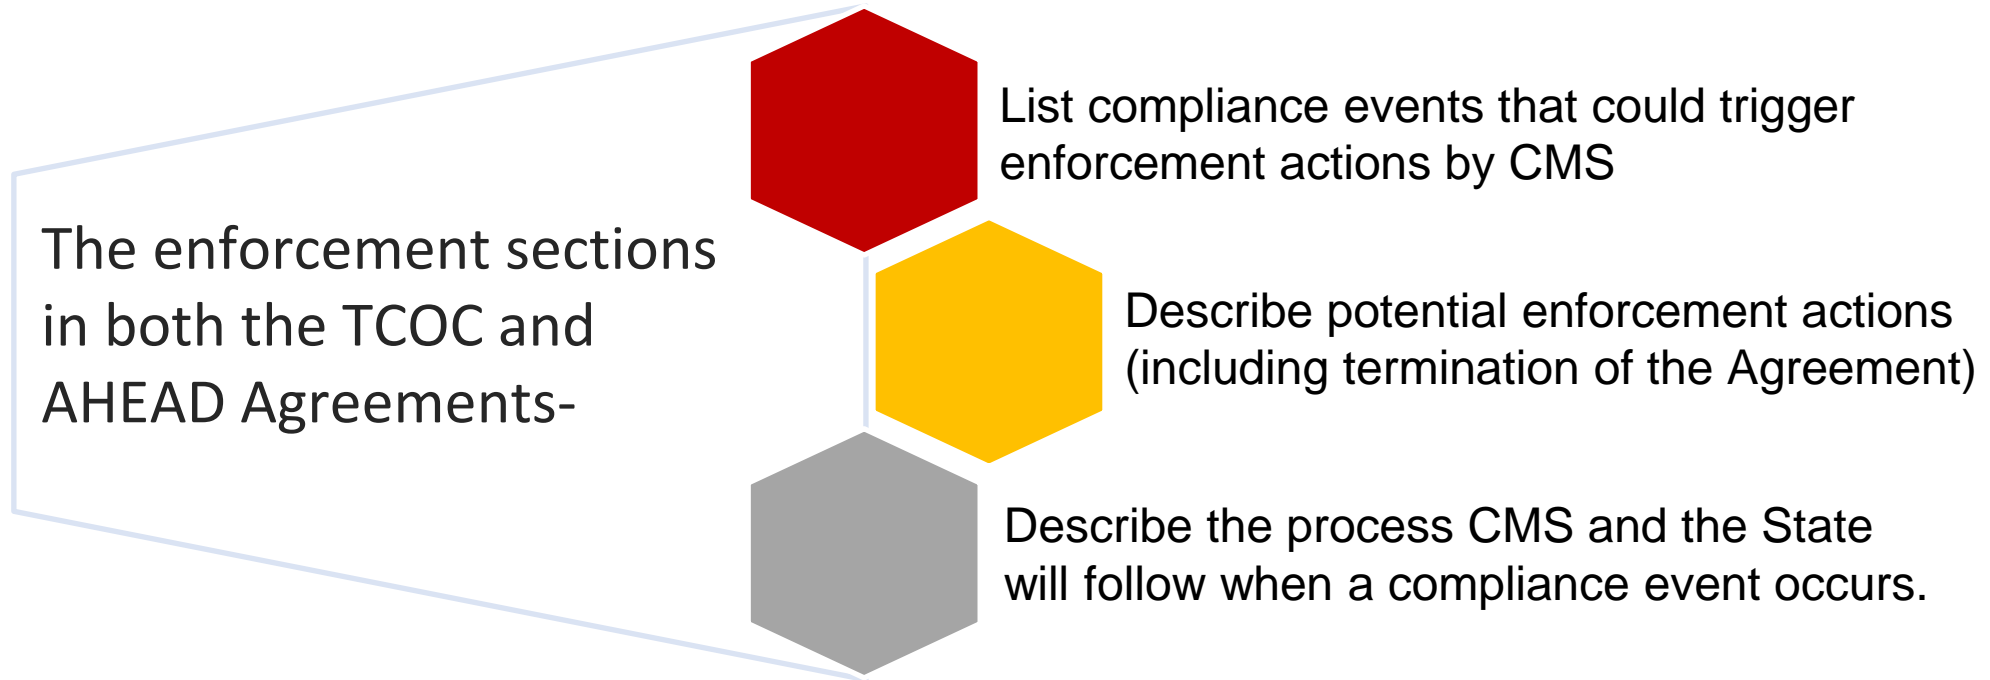 The enforcement sections
in both the TCOC and
AHEAD Agreements-
List compliance events that could trigger
enforcement actions by CMS
Describe potential enforcement actions
(including termination of the Agreement)
Describe the process CMS and the State
will follow when a compliance event occurs.